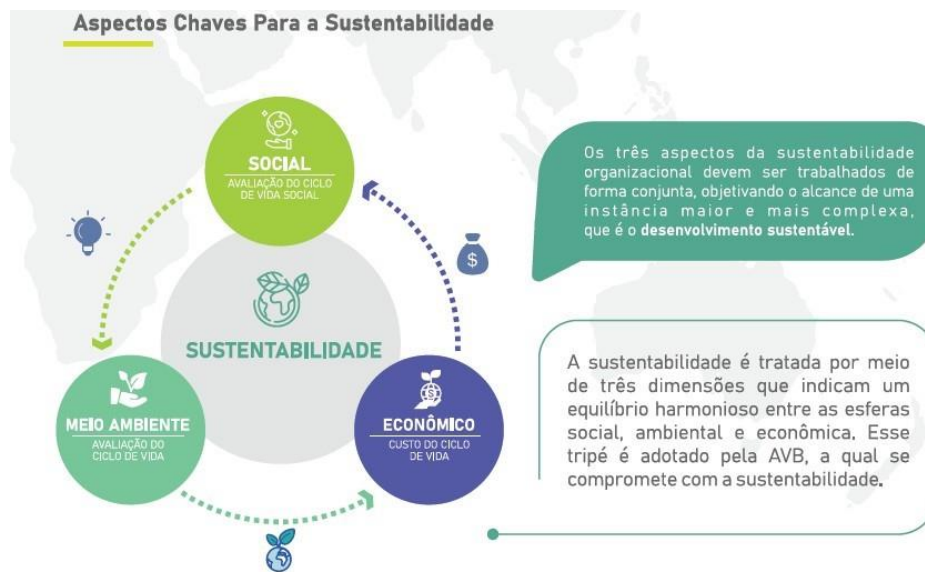 Aspectos Chaves Para a Sustentabilidade
SOCIAL
AVALIAÇÃO DO CICLO
DE VIDA SOCIAL
$
SUSTENTABILIDADE
MEIO AMBIENTE
AVALIAÇÃO DO
CICLO DE VIDA
$
ECONÔMICO
CUSTO DO CICLO
DE VIDA
Os três aspectos da sustentabilidade
organizacional devem ser trabalhados de
forma conjunta, objetivando o alcance de uma
instância maior e mais complexa,
que é o desenvolvimento sustentável.
A sustentabilidade é tratada por meio
de três dimensões que indicam um
equilíbrio harmonioso entre as esferas
social, ambiental e econômica. Esse
tripé é adotado pela AVB, a qual se
compromete com a sustentabilidade.